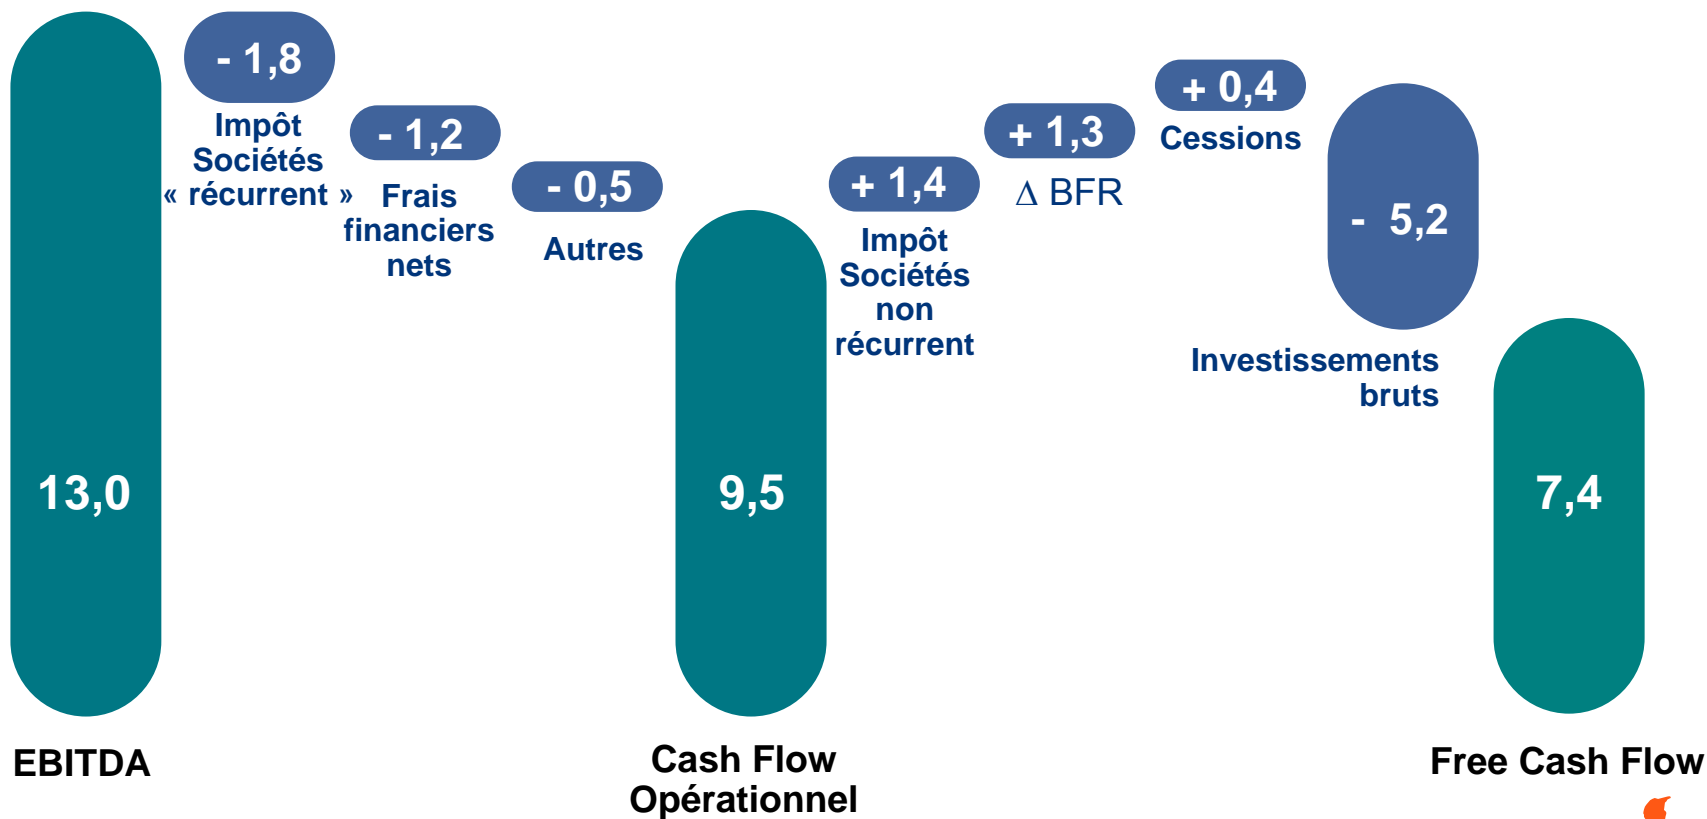 - 1,8
Impôt
Sociétés
« récurrent »
- 1,2
Frais
financiers
nets
- 0,5
Autres
+ 1,4
Impôt
Sociétés
non
récurrent
+ 1,3
Δ BFR
+ 0,4
Cessions
- 5,2
Investissements
bruts
13,0
9,5
7,4
EBITDA
Cash Flow
Opérationnel
Free Cash Flow